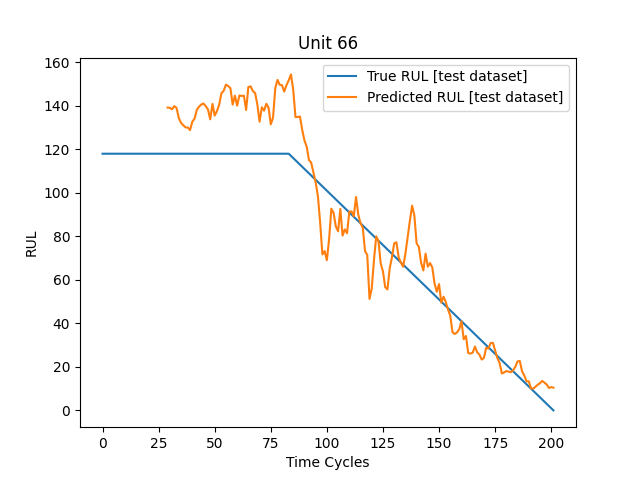 Unit 66
True RUL [test dataset]
Predicted RUL [test dataset]
RUL
160
140
120
100
80
60
40
20
0
0 25 50 75 100 125 150 175 200
Time Cycles